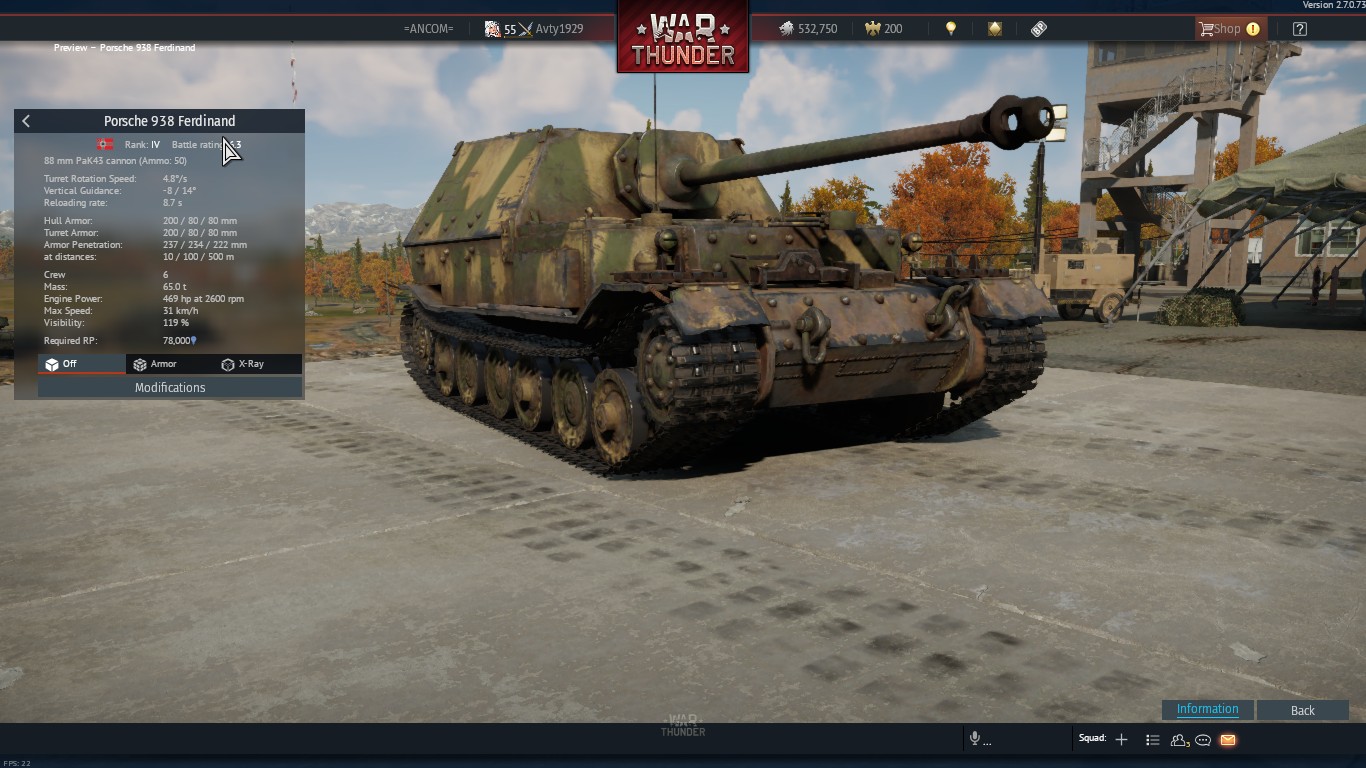 Version 2.7.0.73
=ANCOM=
55 Avty1929
WAR THUNDER
532,750
200
Shop
Preview - Porsche 938 Ferdinand
Porsche 938 Ferdinand
Rank: IV Battle rating
88 mm PaK43 cannon (Ammo: 50)
Turret Rotation Speed: 4.8°/s
Vertical Guidance: -8 / 14°
Reloading rate: 8.7 s
Hull Armor: 200 / 80 / 80 mm
Turret Armor: 200 / 80 / 80 mm
Armor Penetration: 237 / 234 / 222 mm
at distances: 10 / 100 / 500 m
Crew 6
Mass: 65.0 t
Engine Power: 469 hp at 2600 rpm
Max Speed: 31 km/h
Visibility: 119 %
Required RP: 78,000
Off Armor X-Ray
Modifications
Information Back
WAR THUNDER
...
Squad:
FPS: 22